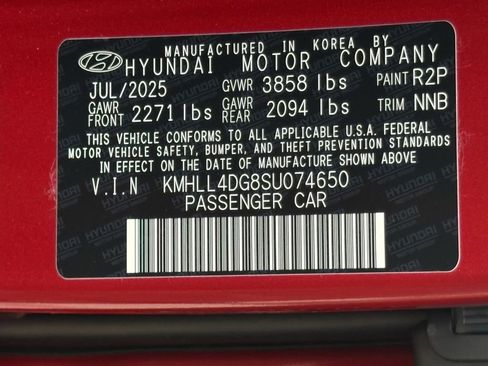 MANUFACTURED IN KOREA BY
HYUNDAI MOTOR COMPANY
JUL/2025 GVWR 3858 lbs PAINT R2P
GAWR FRONT 2271 lbs GAWR REAR 2094 lbs TRIM NNB
THIS VEHICLE CONFORMS TO ALL APPLICABLE U.S.A. FEDERAL
MOTOR VEHICLE SAFETY, BUMPER, AND THEFT PREVENTION STANDARDS
IN EFFECT ON THE DATE OF MANUFACTURE SHOWN ABOVE
V.I.N KMHLL4DG8SU074650
PASSENGER CAR